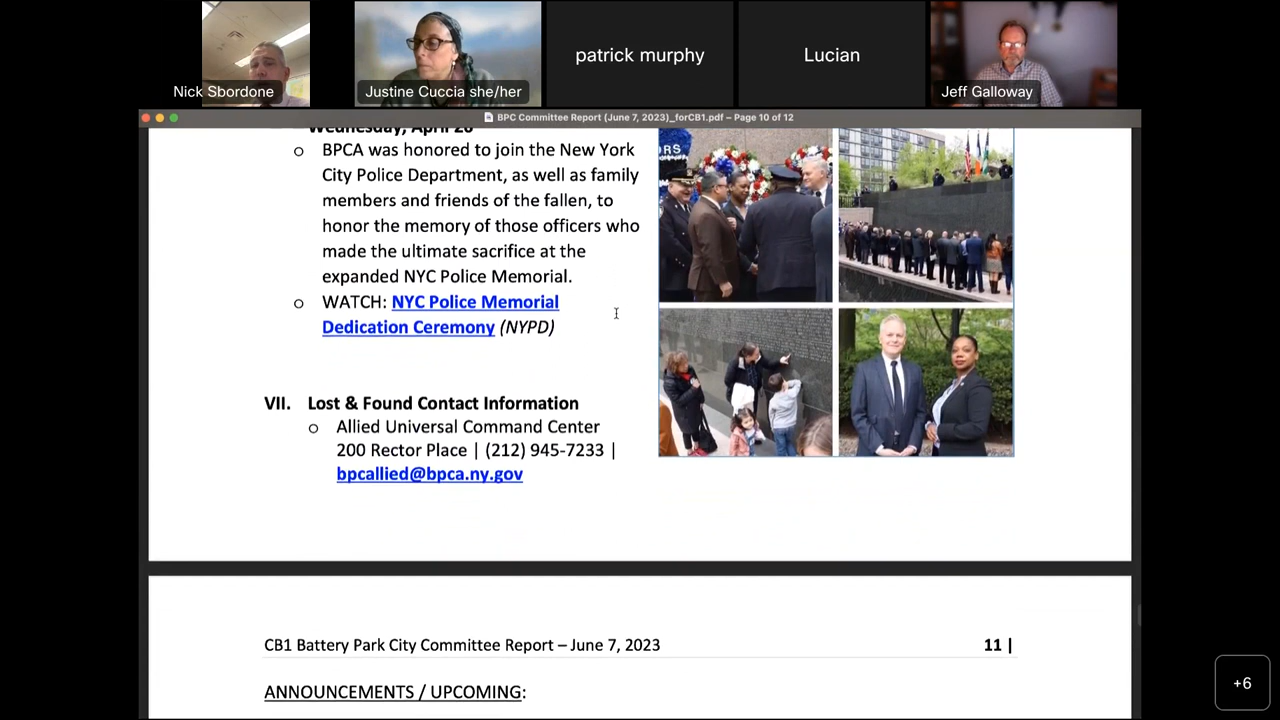 Nick Sbordone
Justine Cuccia she/her
patrick murphy
Lucian
Jeff Galloway
BPC Committee Report (June 7, 2023)_forCB1.pdf – Page 10 of 12
Wednesday, April 26
o BPCA was honored to join the New York
City Police Department, as well as family
members and friends of the fallen, to
honor the memory of those officers who
made the ultimate sacrifice at the
expanded NYC Police Memorial.
o WATCH: NYC Police Memorial
Dedication Ceremony (NYPD)
ORS
VII. Lost & Found Contact Information
o Allied Universal Command Center
200 Rector Place | (212) 945-7233 |
bpcallied@bpca.ny.gov
CB1 Battery Park City Committee Report – June 7, 2023 11 |
ANNOUNCEMENTS / UPCOMING:
+6